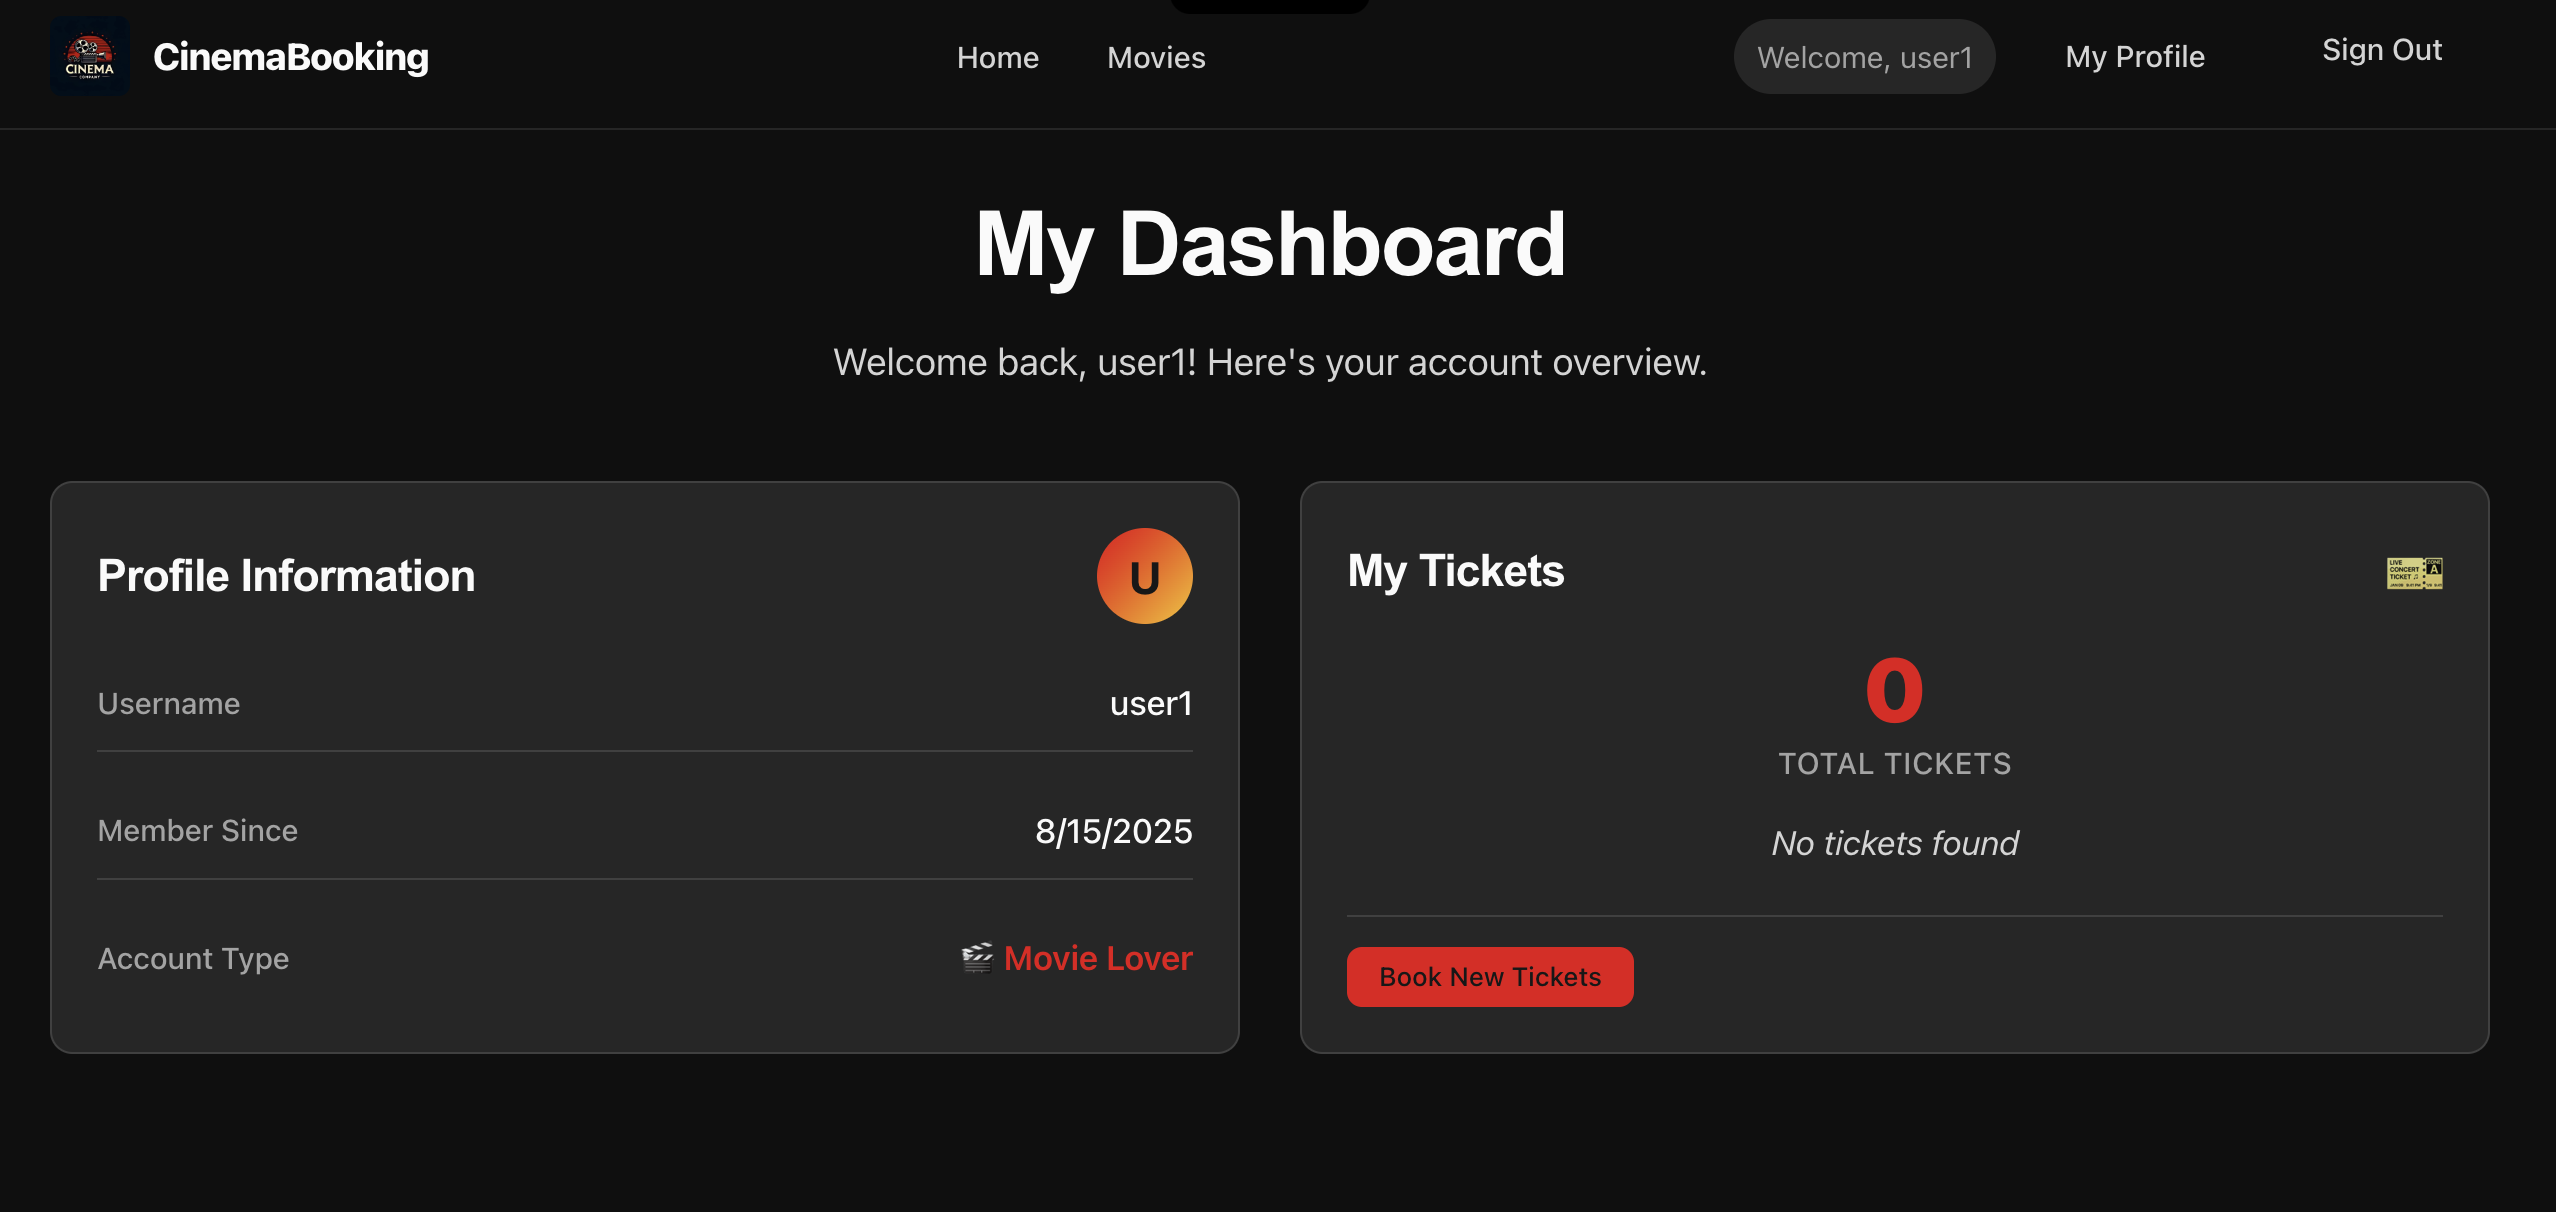 CINEMA
COMPANY
CinemaBooking
Home
Movies
Welcome, user1
My Profile
Sign Out
My Dashboard
Welcome back, user1! Here's your account overview.
Profile Information
U
Username
user1
Member Since
8/15/2025
Account Type
Movie Lover
My Tickets
LIVE
CONCERT
TICKET
ZONE
A
0
TOTAL TICKETS
No tickets found
Book New Tickets